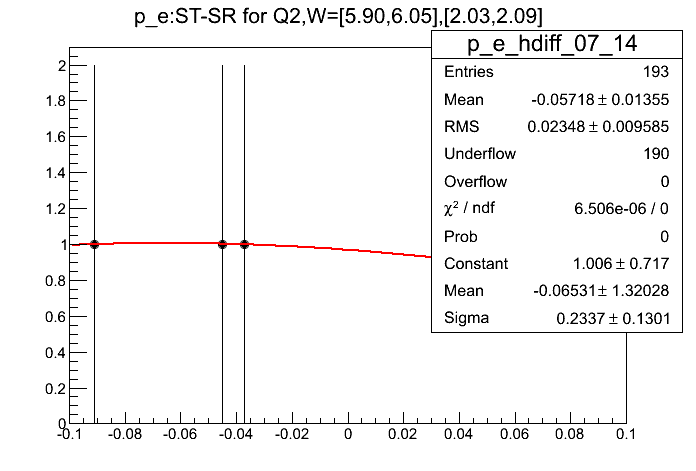 p_e:ST-SR for Q2,W=[5.90,6.05],[2.03,2.09]
p_e_hdiff_07_14
Entries 193
Mean -0.05718 ± 0.01355
RMS 0.02348 ± 0.009585
Underflow 190
Overflow 0
χ² / ndf 6.506e-06 / 0
Prob 0
Constant 1.006 ± 0.717
Mean -0.06531 ± 1.32028
Sigma 0.2337 ± 0.1301
2
1.8
1.6
1.4
1.2
1
0.8
0.6
0.4
0.2
0
-0.1 -0.08 -0.06 -0.04 -0.02 0 0.02 0.04 0.06 0.08 0.1